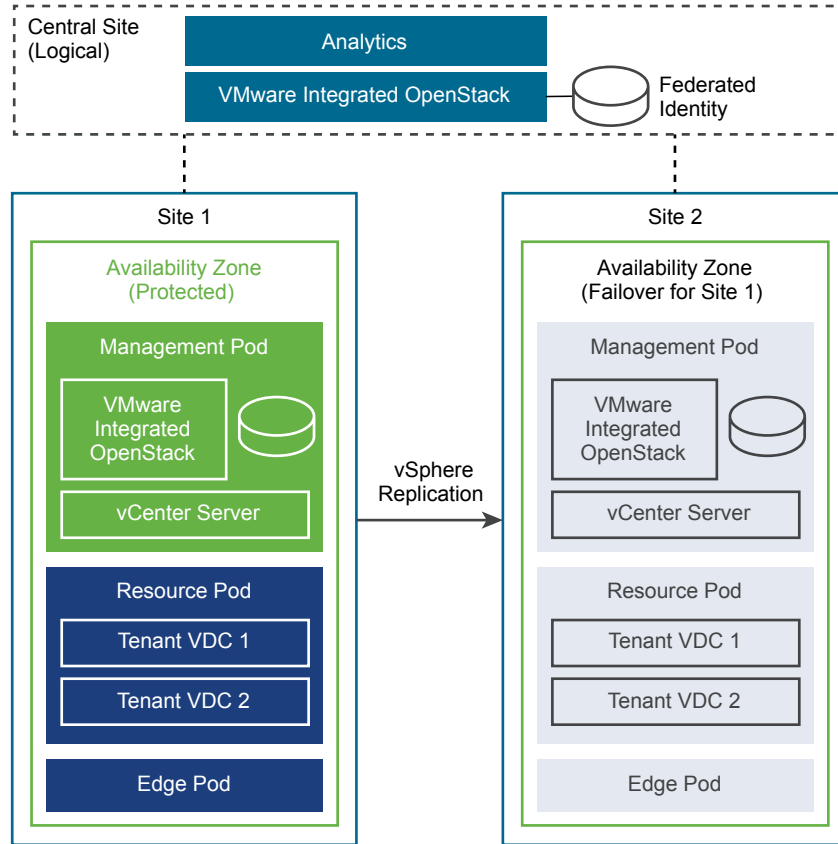 Central Site
(Logical)
Analytics
VMware Integrated OpenStack
Federated
Identity
Site 1
Availability Zone
(Protected)
Management Pod
VMware
Integrated
OpenStack
vCenter Server
Resource Pod
Tenant VDC 1
Tenant VDC 2
Edge Pod
vSphere
Replication
Site 2
Availability Zone
(Failover for Site 1)
Management Pod
VMware
Integrated
OpenStack
vCenter Server
Resource Pod
Tenant VDC 1
Tenant VDC 2
Edge Pod